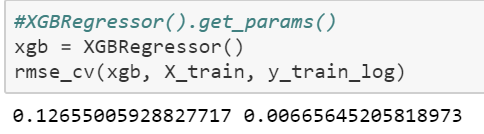 #XGBRegressor().get_params()
xgb = XGBRegressor()
rmse_cv(xgb, X_train, y_train_log)
0.12655005928827717 0.00665645205818973